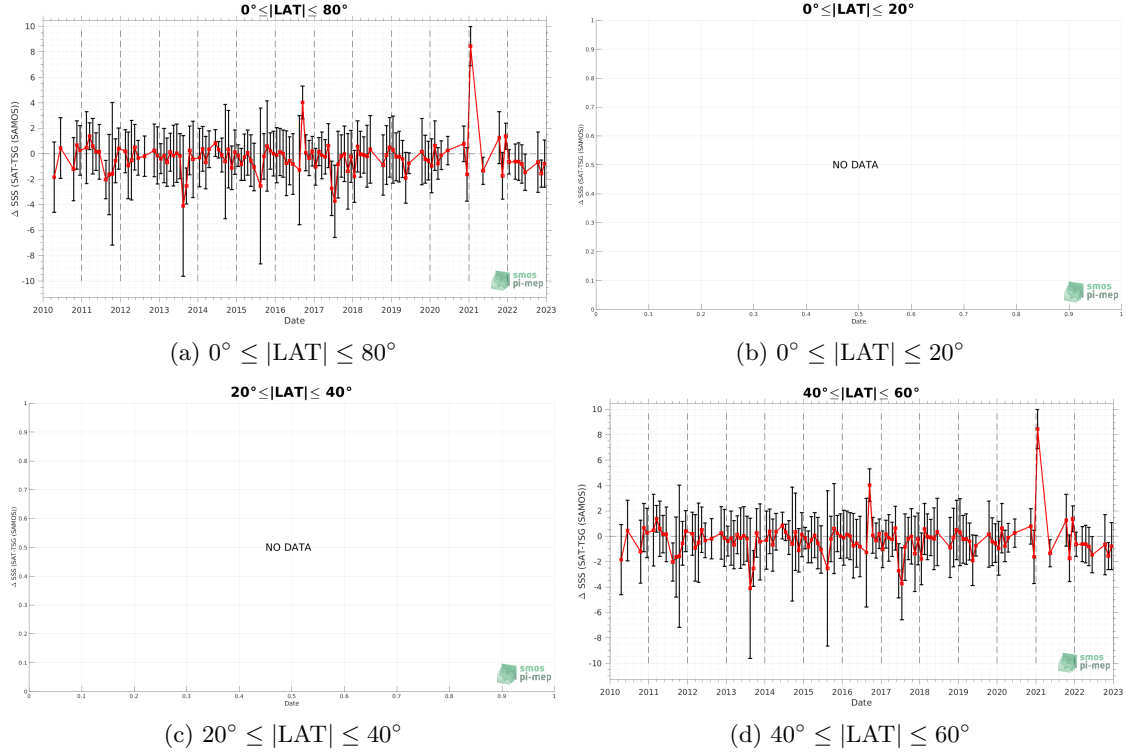 0°≤|LAT|≤ 80°
10
8
6
4
2
0
-2
-4
-6
-8
-10
Δ SSS (SAT-TSG (SAMOS))
smos
pi-mep
2010 2011 2012 2013 2014 2015 2016 2017 2018 2019 2020 2021 2022 2023
Date
(a) 0° ≤ |LAT| ≤ 80°
0°≤|LAT|≤ 20°
1
0.9
0.8
0.7
0.6
0.5
0.4
0.3
0.2
0.1
0
Δ SSS (SAT-TSG (SAMOS))
NO DATA
smos
pi-mep
0 0.1 0.2 0.3 0.4 0.5 0.6 0.7 0.8 0.9 1
Date
(b) 0° ≤ |LAT| ≤ 20°
20°≤|LAT|≤ 40°
1
0.9
0.8
0.7
0.6
0.5
0.4
0.3
0.2
0.1
0
Δ SSS (SAT-TSG (SAMOS))
NO DATA
smos
pi-mep
0 0.1 0.2 0.3 0.4 0.5 0.6 0.7 0.8 0.9 1
Date
(c) 20° ≤ |LAT| ≤ 40°
40°≤|LAT|≤ 60°
10
8
6
4
2
0
-2
-4
-6
-8
-10
Δ SSS (SAT-TSG (SAMOS))
smos
pi-mep
2010 2011 2012 2013 2014 2015 2016 2017 2018 2019 2020 2021 2022 2023
Date
(d) 40° ≤ |LAT| ≤ 60°